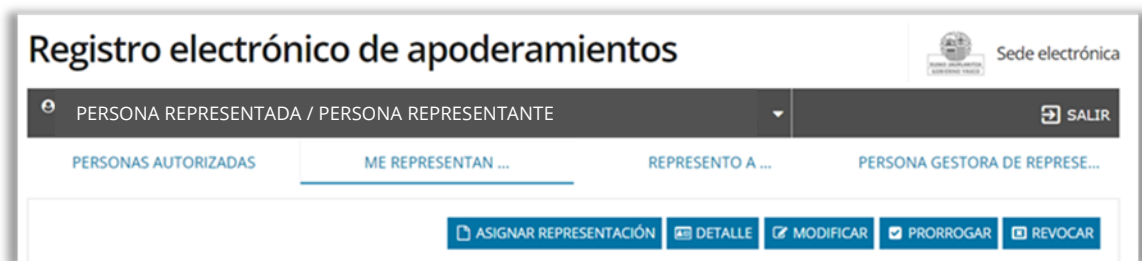 Registro electrónico de apoderamientos
Sede electrónica
PERSONA REPRESENTADA / PERSONA REPRESENTANTE
SALIR
PERSONAS AUTORIZADAS
ME REPRESENTAN ...
REPRESENTO A ...
PERSONA GESTORA DE REPRESE...
ASIGNAR REPRESENTACIÓN
DETALLE
MODIFICAR
PRORROGAR
REVOCAR